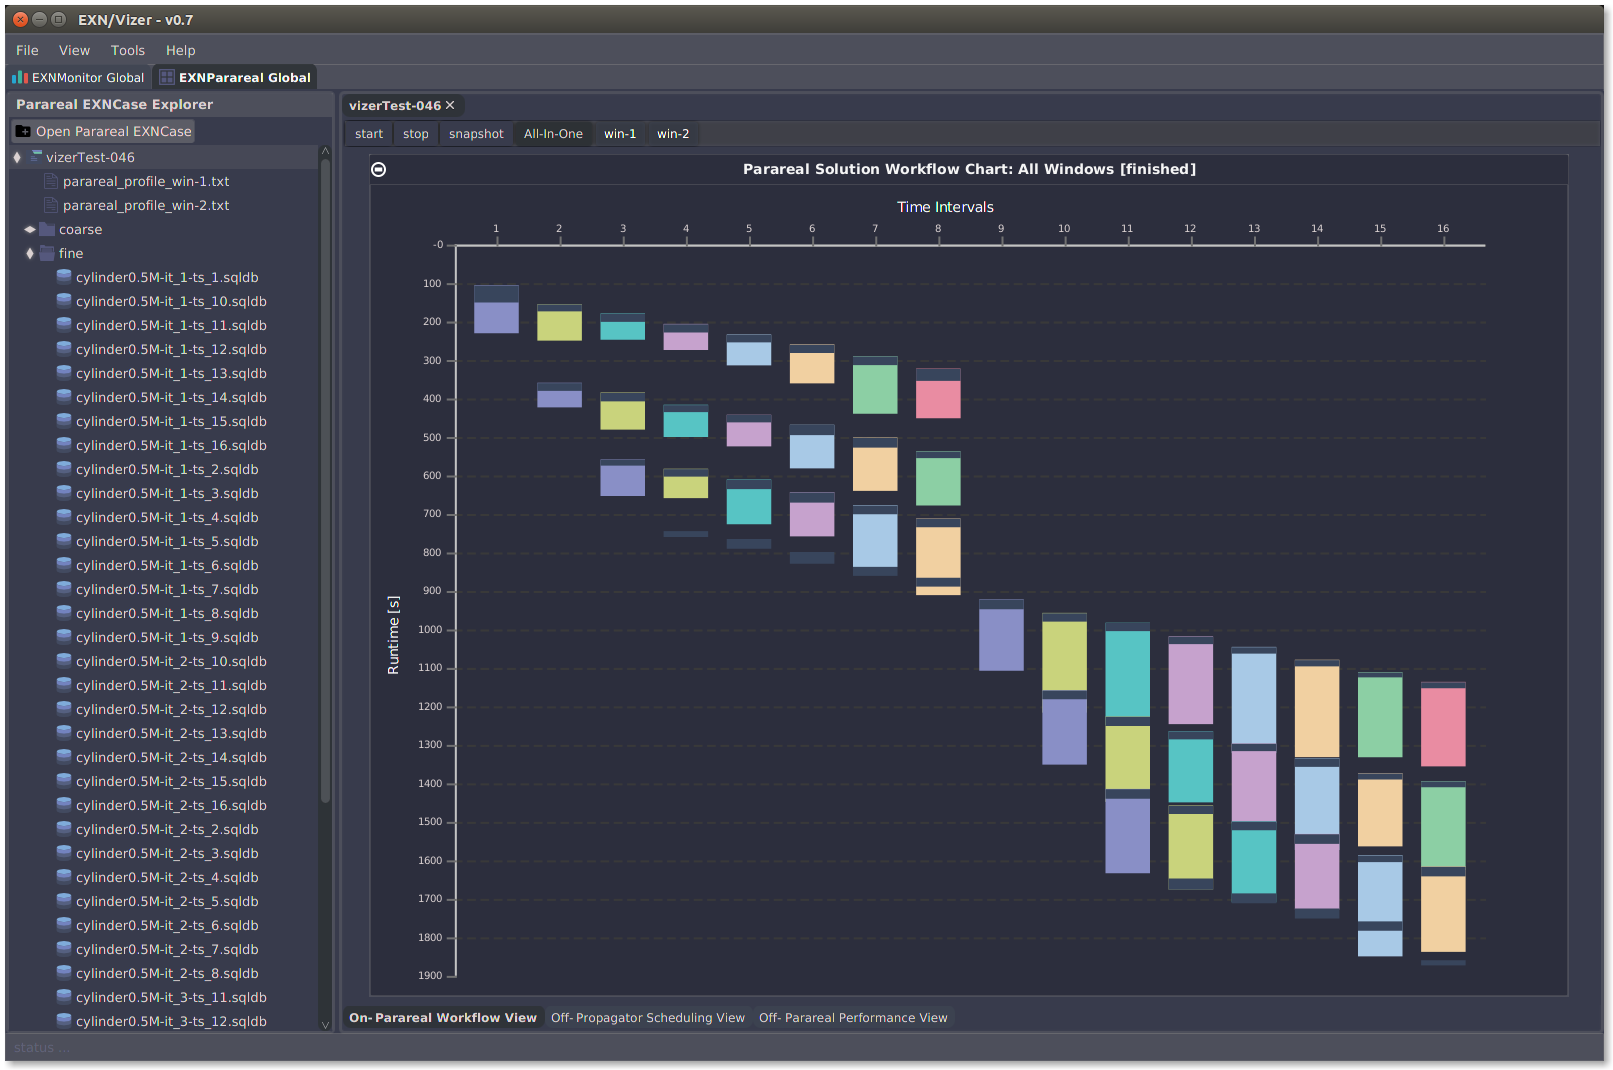 EXN/Vizer - v0.7
File View Tools Help
EXNMonitor Global EXNParareal Global
Parareal EXNCase Explorer
Open Parareal EXNCase
vizerTest-046
parareal_profile_win-1.txt
parareal_profile_win-2.txt
coarse
fine
cylinder0.5M-it_1-ts_1.sqldb
cylinder0.5M-it_1-ts_10.sqldb
cylinder0.5M-it_1-ts_11.sqldb
cylinder0.5M-it_1-ts_12.sqldb
cylinder0.5M-it_1-ts_13.sqldb
cylinder0.5M-it_1-ts_14.sqldb
cylinder0.5M-it_1-ts_15.sqldb
cylinder0.5M-it_1-ts_16.sqldb
cylinder0.5M-it_1-ts_2.sqldb
cylinder0.5M-it_1-ts_3.sqldb
cylinder0.5M-it_1-ts_4.sqldb
cylinder0.5M-it_1-ts_5.sqldb
cylinder0.5M-it_1-ts_6.sqldb
cylinder0.5M-it_1-ts_7.sqldb
cylinder0.5M-it_1-ts_8.sqldb
cylinder0.5M-it_1-ts_9.sqldb
cylinder0.5M-it_2-ts_10.sqldb
cylinder0.5M-it_2-ts_11.sqldb
cylinder0.5M-it_2-ts_12.sqldb
cylinder0.5M-it_2-ts_13.sqldb
cylinder0.5M-it_2-ts_14.sqldb
cylinder0.5M-it_2-ts_15.sqldb
cylinder0.5M-it_2-ts_16.sqldb
cylinder0.5M-it_2-ts_2.sqldb
cylinder0.5M-it_2-ts_3.sqldb
cylinder0.5M-it_2-ts_4.sqldb
cylinder0.5M-it_2-ts_5.sqldb
cylinder0.5M-it_2-ts_6.sqldb
cylinder0.5M-it_2-ts_7.sqldb
cylinder0.5M-it_2-ts_8.sqldb
cylinder0.5M-it_3-ts_11.sqldb
cylinder0.5M-it_3-ts_12.sqldb
vizerTest-046
start stop snapshot All-In-One win-1 win-2
Pararéal Solution Workflow Chart: All Windows [finished]
Time Intervals
1 2 3 4 5 6 7 8 9 10 11 12 13 14 15 16
-0
100
200
300
400
500
600
700
800
900
1000
1100
1200
1300
1400
1500
1600
1700
1800
1900
Runtime [s]
On- Parareal Workflow View Off- Propagator Scheduling View Off- Parareal Performance View
status ...